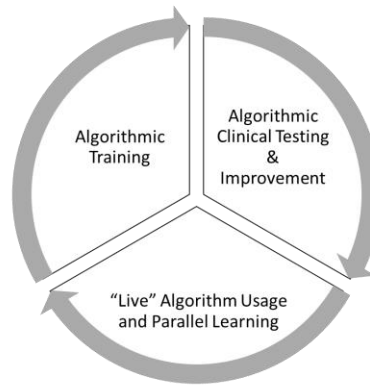 Algorithmic
Training
Algorithmic
Clinical Testing
&
Improvement
“Live” Algorithm Usage
and Parallel Learning